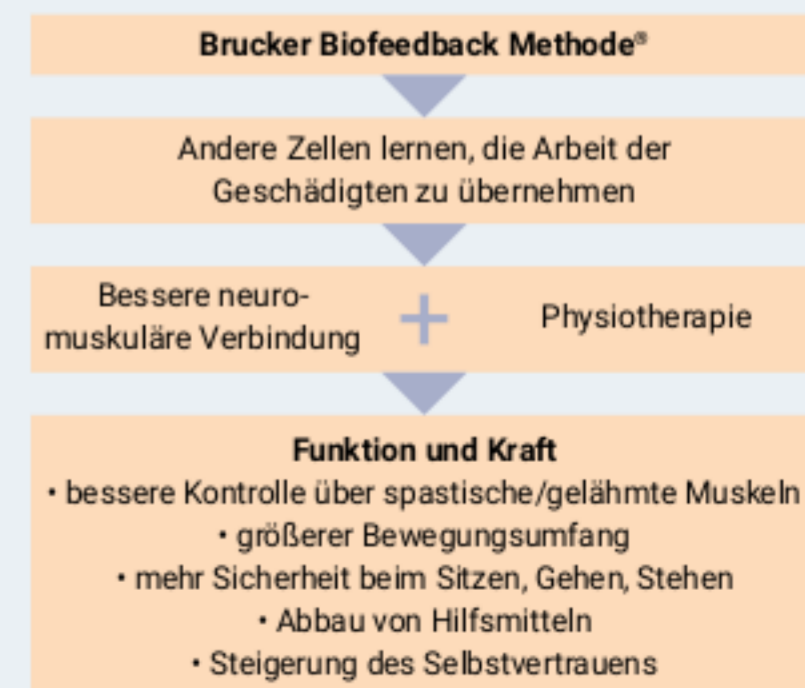 Brucker Biofeedback Methode®
Andere Zellen lernen, die Arbeit der
Geschädigten zu übernehmen
Bessere neuro-
muskuläre Verbindung
+
Physiotherapie
Funktion und Kraft
• bessere Kontrolle über spastische/gelähmte Muskeln
• größerer Bewegungsumfang
• mehr Sicherheit beim Sitzen, Gehen, Stehen
• Abbau von Hilfsmitteln
• Steigerung des Selbstvertrauens